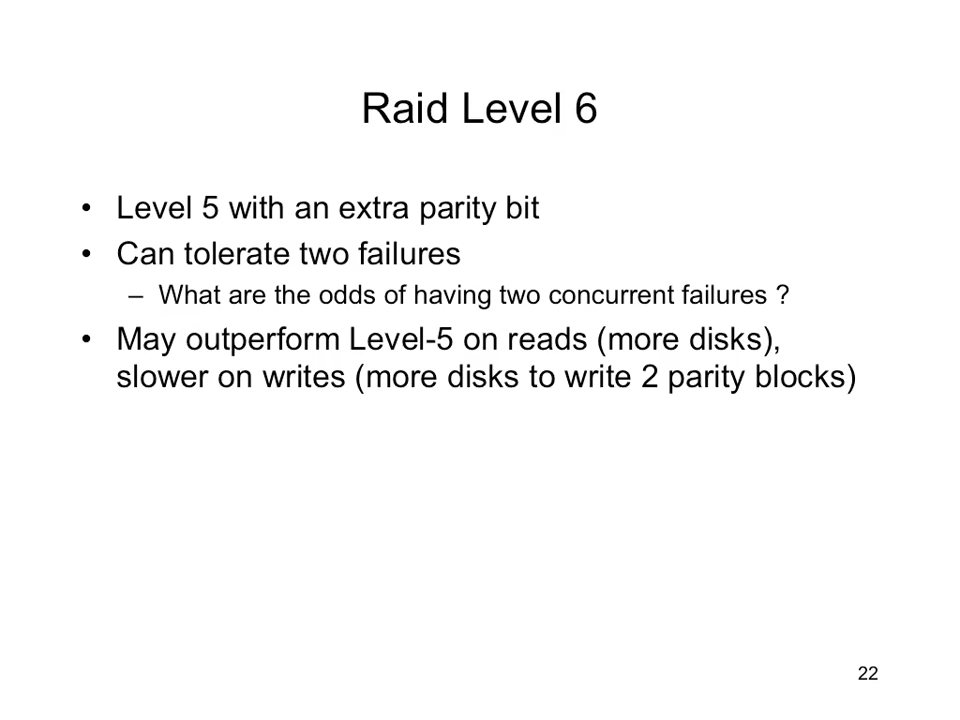 Raid Level 6
• Level 5 with an extra parity bit
• Can tolerate two failures
– What are the odds of having two concurrent failures ?
• May outperform Level-5 on reads (more disks),
slower on writes (more disks to write 2 parity blocks)
22